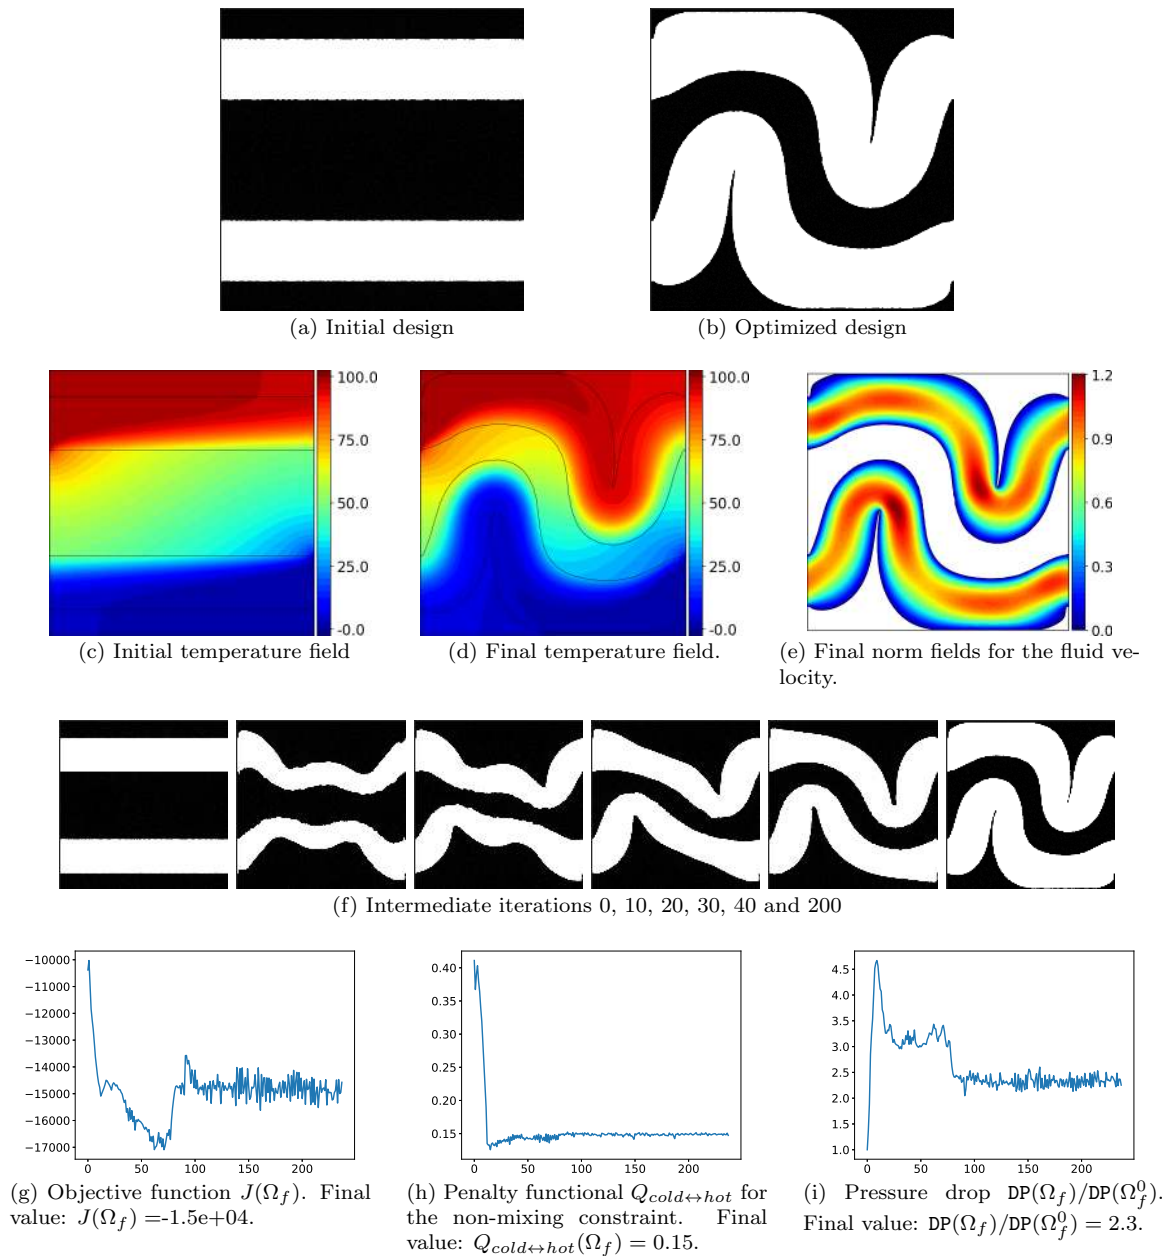 (a) Initial design
(b) Optimized design
100.0
75.0
50.0
25.0
-0.0
(c) Initial temperature field
100.0
75.0
50.0
25.0
-0.0
(d) Final temperature field.
1.2
0.9
0.6
0.3
0.0
(e) Final norm fields for the fluid ve-
locity.
(f) Intermediate iterations 0, 10, 20, 30, 40 and 200
−10000
−11000
−12000
−13000
−14000
−15000
−16000
−17000
0 50 100 150 200
(g) Objective function J(Ω_f). Final
value: J(Ω_f) =-1.5e+04.
0.40
0.35
0.30
0.25
0.20
0.15
0 50 100 150 200
(h) Penalty functional Q_{cold↔hot} for
the non-mixing constraint. Final
value: Q_{cold↔hot}(Ω_f) = 0.15.
4.5
4.0
3.5
3.0
2.5
2.0
1.5
1.0
0 50 100 150 200
(i) Pressure drop DP(Ω_f)/DP(Ω_f^0).
Final value: DP(Ω_f)/DP(Ω_f^0) = 2.3.